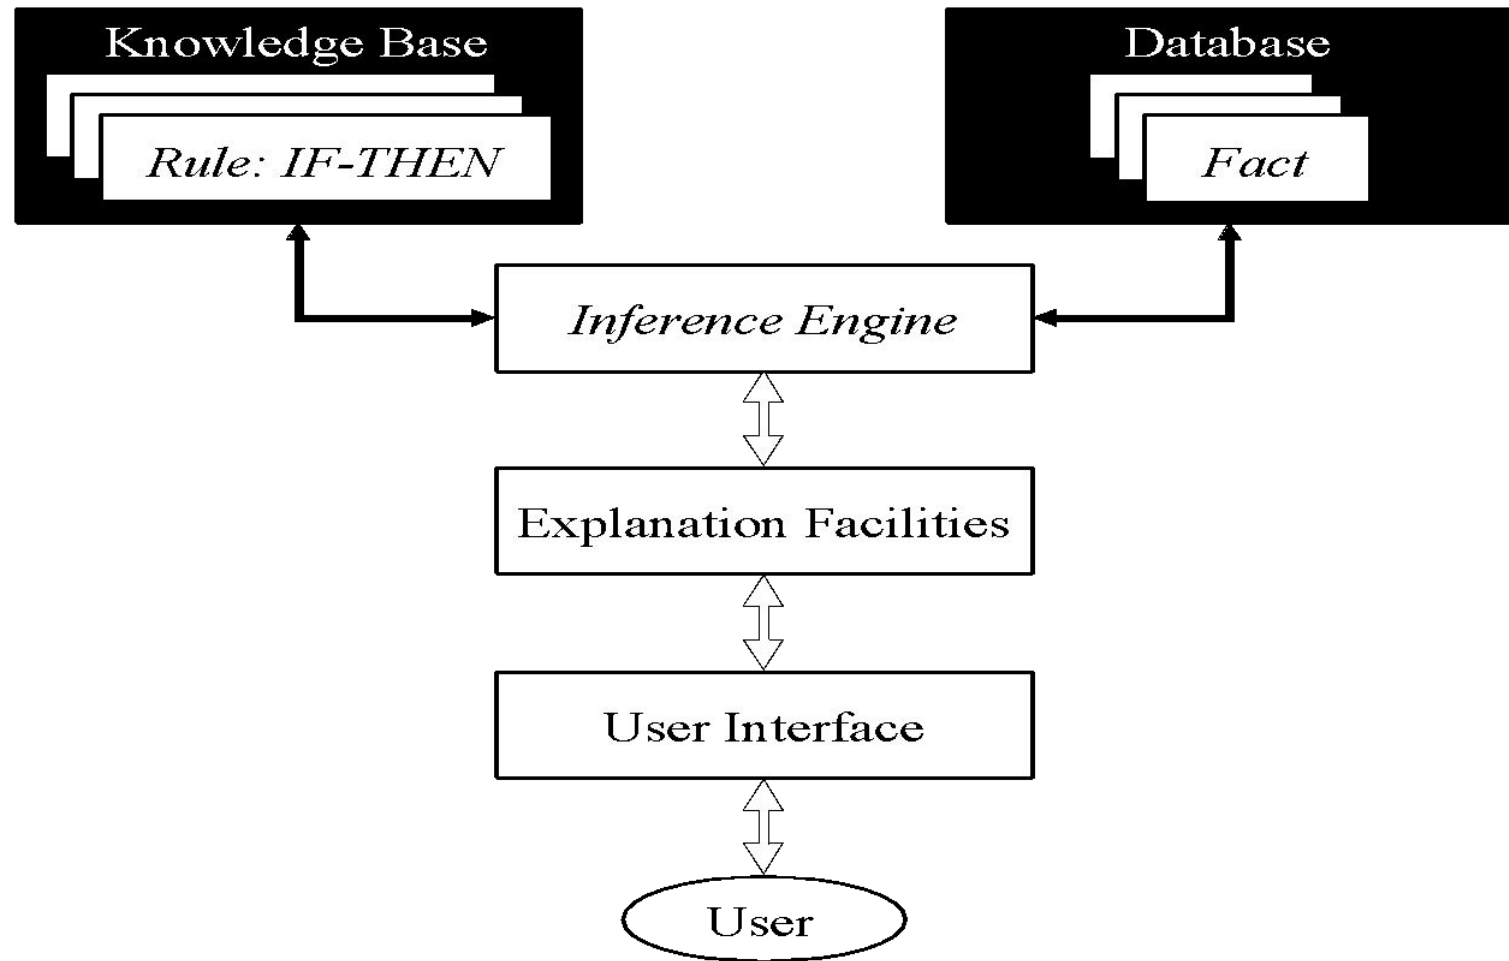 Knowledge Base
Database
Rule: IF-THEN
Fact
Inference Engine
Explanation Facilities
User Interface
User